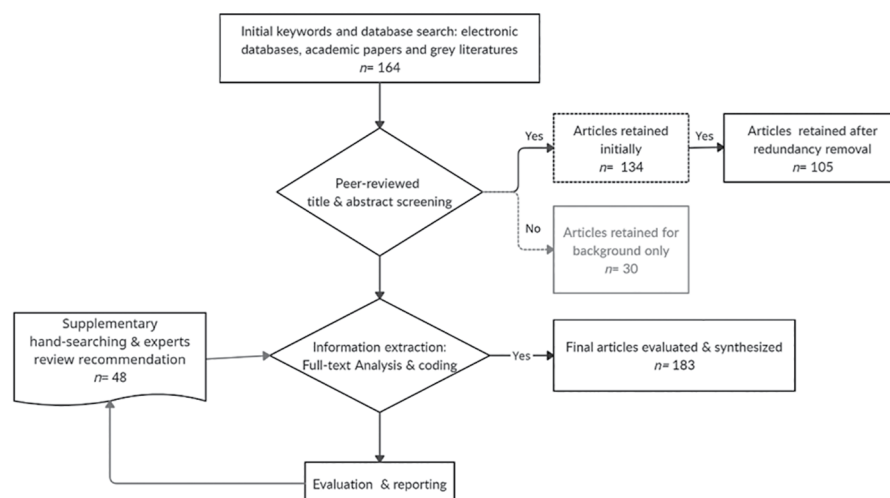 Initial keywords and database search: electronic
databases, academic papers and grey literatures
n= 164
Yes
Articles retained
initially
n= 134
Yes
Articles retained after
redundancy removal
n= 105
Peer-reviewed
title & abstract screening
No
Articles retained for
background only
n= 30
Supplementary
hand-searching & experts
review recommendation
n= 48
Information extraction:
Full-text Analysis & coding
Yes
Final articles evaluated & synthesized
n= 183
Evaluation & reporting